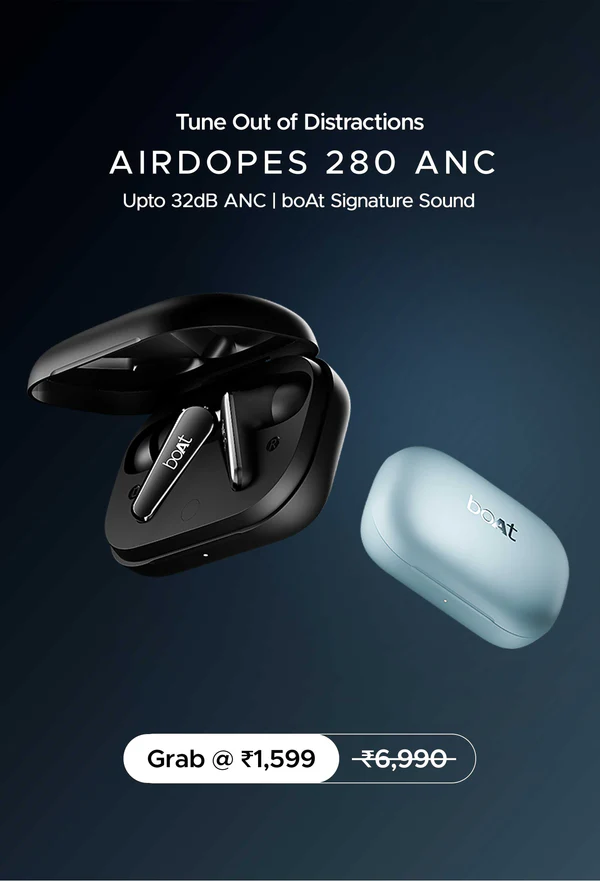 Tune Out of Distractions
AIRDOPES 280 ANC
Upto 32dB ANC | boAt Signature Sound
boAt
boAt
Grab @ ₹1,599 ₹6,990